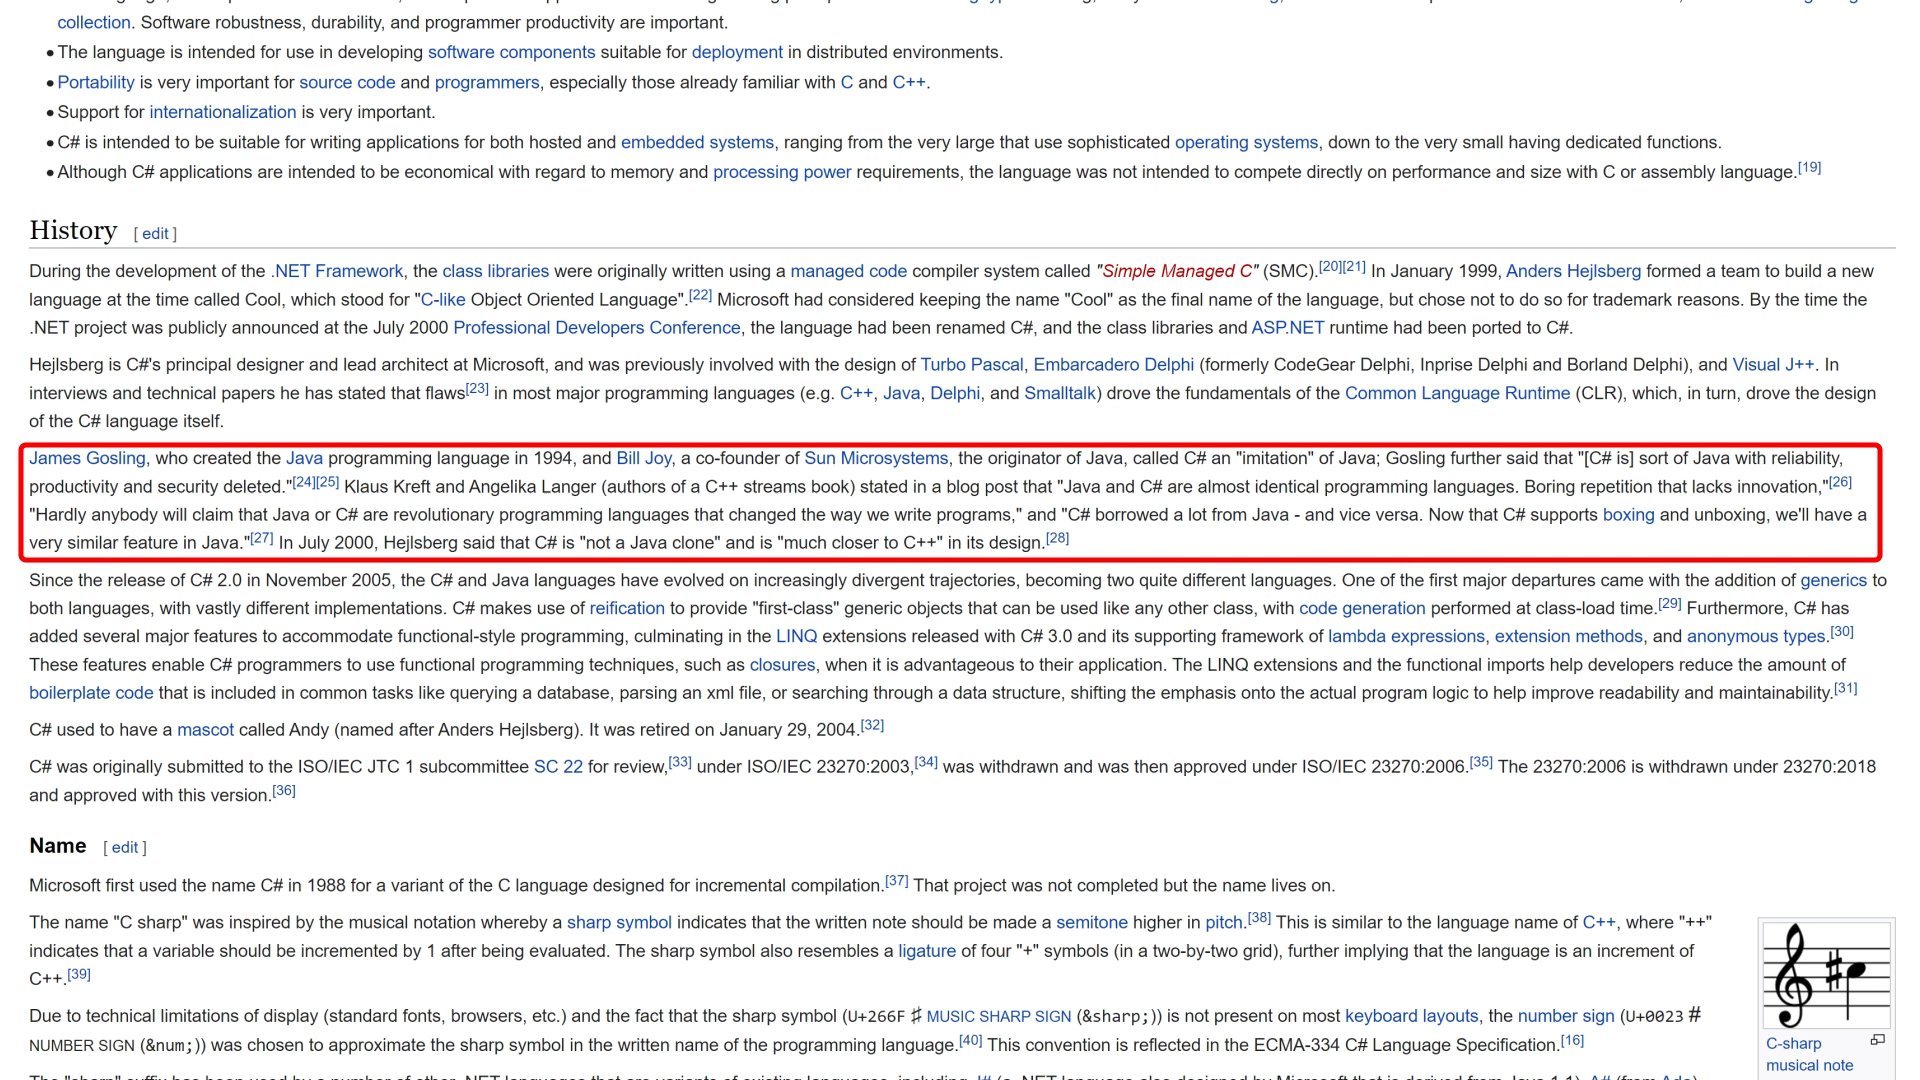 collection. Software robustness, durability, and programmer productivity are important.
• The language is intended for use in developing software components suitable for deployment in distributed environments.
• Portability is very important for source code and programmers, especially those already familiar with C and C++.
• Support for internationalization is very important.
• C# is intended to be suitable for writing applications for both hosted and embedded systems, ranging from the very large that use sophisticated operating systems, down to the very small having dedicated functions.
• Although C# applications are intended to be economical with regard to memory and processing power requirements, the language was not intended to compete directly on performance and size with C or assembly language.[19]
History [ edit ]
During the development of the .NET Framework, the class libraries were originally written using a managed code compiler system called "Simple Managed C" (SMC).[20][21] In January 1999, Anders Hejlsberg formed a team to build a new
language at the time called Cool, which stood for "C-like Object Oriented Language".[22] Microsoft had considered keeping the name "Cool" as the final name of the language, but chose not to do so for trademark reasons. By the time the
.NET project was publicly announced at the July 2000 Professional Developers Conference, the language had been renamed C#, and the class libraries and ASP.NET runtime had been ported to C#.
Hejlsberg is C#'s principal designer and lead architect at Microsoft, and was previously involved with the design of Turbo Pascal, Embarcadero Delphi (formerly CodeGear Delphi, Inprise Delphi and Borland Delphi), and Visual J++. In
interviews and technical papers he has stated that flaws[23] in most major programming languages (e.g. C++, Java, Delphi, and Smalltalk) drove the fundamentals of the Common Language Runtime (CLR), which, in turn, drove the design
of the C# language itself.
James Gosling, who created the Java programming language in 1994, and Bill Joy, a co-founder of Sun Microsystems, the originator of Java, called C# an "imitation" of Java; Gosling further said that "[C# is] sort of Java with reliability,
productivity and security deleted."[24][25] Klaus Kreft and Angelika Langer (authors of a C++ streams book) stated in a blog post that "Java and C# are almost identical programming languages. Boring repetition that lacks innovation,"[26]
"Hardly anybody will claim that Java or C# are revolutionary programming languages that changed the way we write programs," and "C# borrowed a lot from Java - and vice versa. Now that C# supports boxing and unboxing, we'll have a
very similar feature in Java."[27] In July 2000, Hejlsberg said that C# is "not a Java clone" and is "much closer to C++" in its design.[28]
Since the release of C# 2.0 in November 2005, the C# and Java languages have evolved on increasingly divergent trajectories, becoming two quite different languages. One of the first major departures came with the addition of generics to
both languages, with vastly different implementations. C# makes use of reification to provide "first-class" generic objects that can be used like any other class, with code generation performed at class-load time.[29] Furthermore, C# has
added several major features to accommodate functional-style programming, culminating in the LINQ extensions released with C# 3.0 and its supporting framework of lambda expressions, extension methods, and anonymous types.[30]
These features enable C# programmers to use functional programming techniques, such as closures, when it is advantageous to their application. The LINQ extensions and the functional imports help developers reduce the amount of
boilerplate code that is included in common tasks like querying a database, parsing an xml file, or searching through a data structure, shifting the emphasis onto the actual program logic to help improve readability and maintainability.[31]
C# used to have a mascot called Andy (named after Anders Hejlsberg). It was retired on January 29, 2004.[32]
C# was originally submitted to the ISO/IEC JTC 1 subcommittee SC 22 for review,[33] under ISO/IEC 23270:2003,[34] was withdrawn and was then approved under ISO/IEC 23270:2006.[35] The 23270:2006 is withdrawn under 23270:2018
and approved with this version.[36]
Name [ edit ]
Microsoft first used the name C# in 1988 for a variant of the C language designed for incremental compilation.[37] That project was not completed but the name lives on.
The name "C sharp" was inspired by the musical notation whereby a sharp symbol indicates that the written note should be made a semitone higher in pitch.[38] This is similar to the language name of C++, where "++"
indicates that a variable should be incremented by 1 after being evaluated. The sharp symbol also resembles a ligature of four "+" symbols (in a two-by-two grid), further implying that the language is an increment of
C++.[39]
Due to technical limitations of display (standard fonts, browsers, etc.) and the fact that the sharp symbol (U+266F ♯ MUSIC SHARP SIGN (&sharp;)) is not present on most keyboard layouts, the number sign (U+0023 #
NUMBER SIGN (&num;)) was chosen to approximate the sharp symbol in the written name of the programming language.[40] This convention is reflected in the ECMA-334 C# Language Specification.[16]
C-sharp
musical note